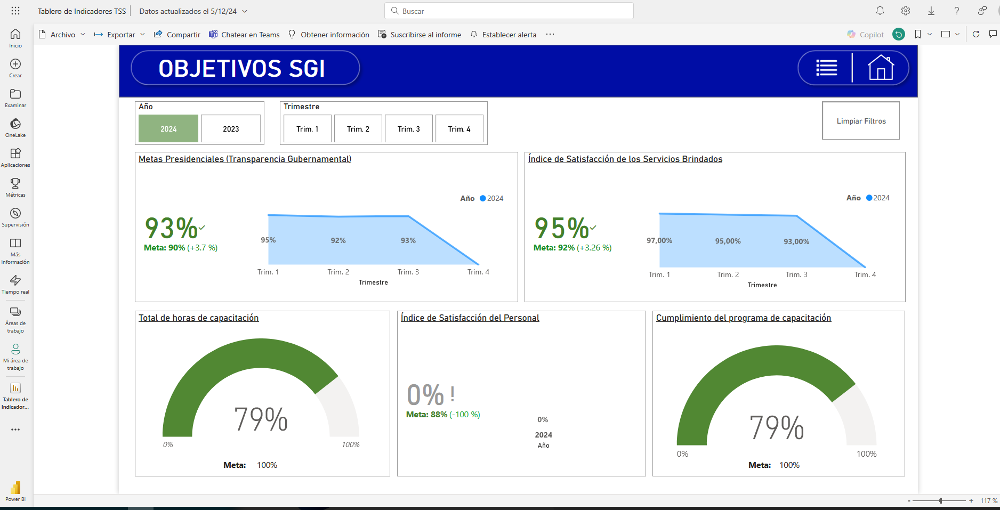 Tablero de Indicadores TSS
Datos actualizados el 5/12/24
Buscar
Archivo
Exportar
Compartir
Chatear en Teams
Obtener información
Suscribirse al informe
Establecer alerta
Copilot
Inicio
Crear
Examinar
OneLake
Aplicaciones
Métricas
Supervisión
Más
información
Tiempo real
Áreas de
trabajo
Mi área de
trabajo
Tablero de
Indicador...
Power BI
OBJETIVOS SGI
Año
2024
2023
Trimestre
Trim. 1
Trim. 2
Trim. 3
Trim. 4
Limpiar Filtros
Metas Presidenciales (Transparencia Gubernamental)
Año 2024
93%
Meta: 90% (+3.7 %)
95%
92%
93%
Trim. 1
Trim. 2
Trim. 3
Trim. 4
Trimestre
Índice de Satisfacción de los Servicios Brindados
Año 2024
95%
Meta: 92% (+3.26 %)
97,00%
95,00%
93,00%
Trim. 1
Trim. 2
Trim. 3
Trim. 4
Trimestre
Total de horas de capacitación
79%
0%
100%
Meta: 100%
Índice de Satisfacción del Personal
0% !
Meta: 88% (-100 %)
0%
2024
Año
Cumplimiento del programa de capacitación
79%
0%
100%
Meta: 100%
- + 117 %